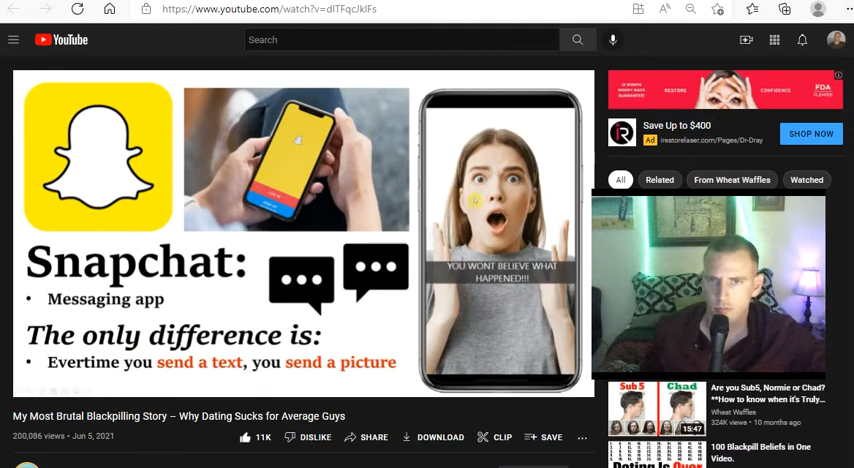 https://www.youtube.com/watch?v=dITFqcJkIFs
YouTube
Search
Snapchat:
• Messaging app
The only difference is:
• Evertime you send a text, you send a picture
YOU WONT BELIEVE WHAT
HAPPENED!!!
RESTORE
CONFIDENCE
FDA
Save Up to $400
Ad irestorelaser.com/Pages/Dr-Dray
SHOP NOW
All
Related
From Wheat Waffles
Watched
My Most Brutal Blackpilling Story – Why Dating Sucks for Average Guys
200,086 views • Jun 5, 2021
11K
DISLIKE
SHARE
DOWNLOAD
CLIP
SAVE
Sub5
Chad
15:47
Are you Sub5, Normie or Chad?
**How to know when it's Truly...
Wheat Waffles
324K views • 10 months ago
100 Blackpill Beliefs in One
Video.
Dating Is Over